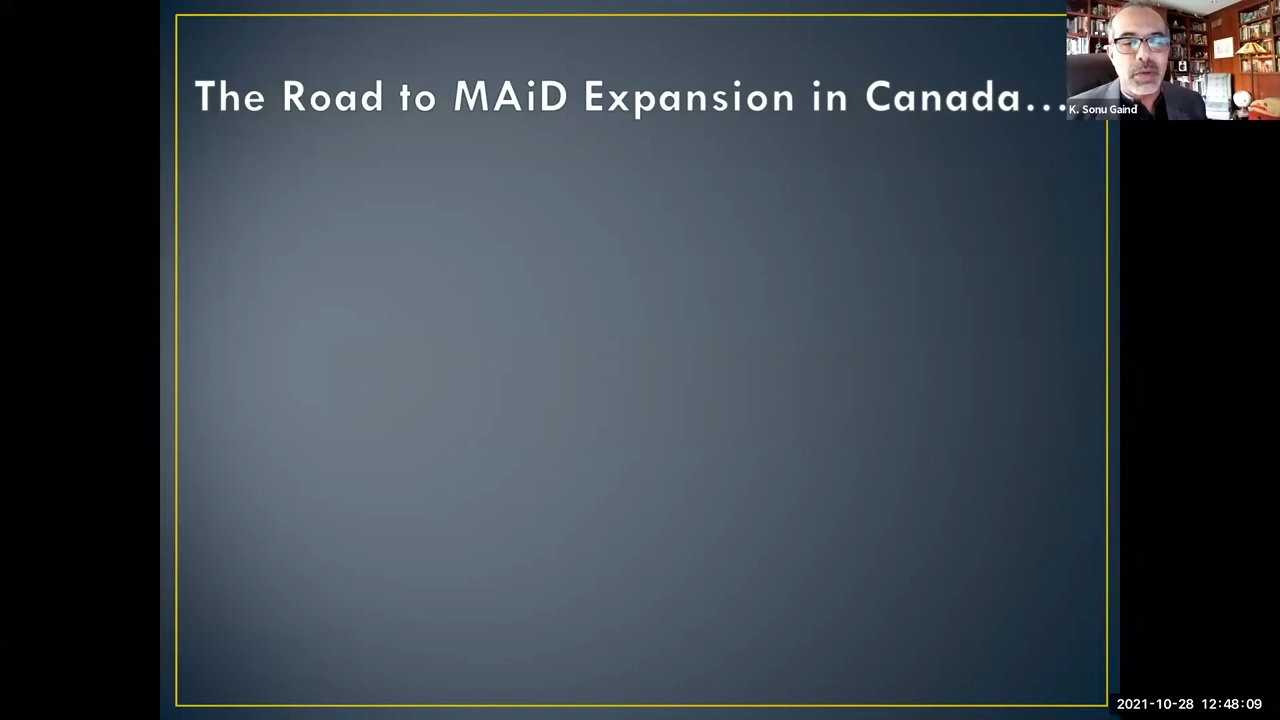 The Road to MAiD Expansion in Canada...
K. Sonu Gaind
2021-10-28 12:48:09